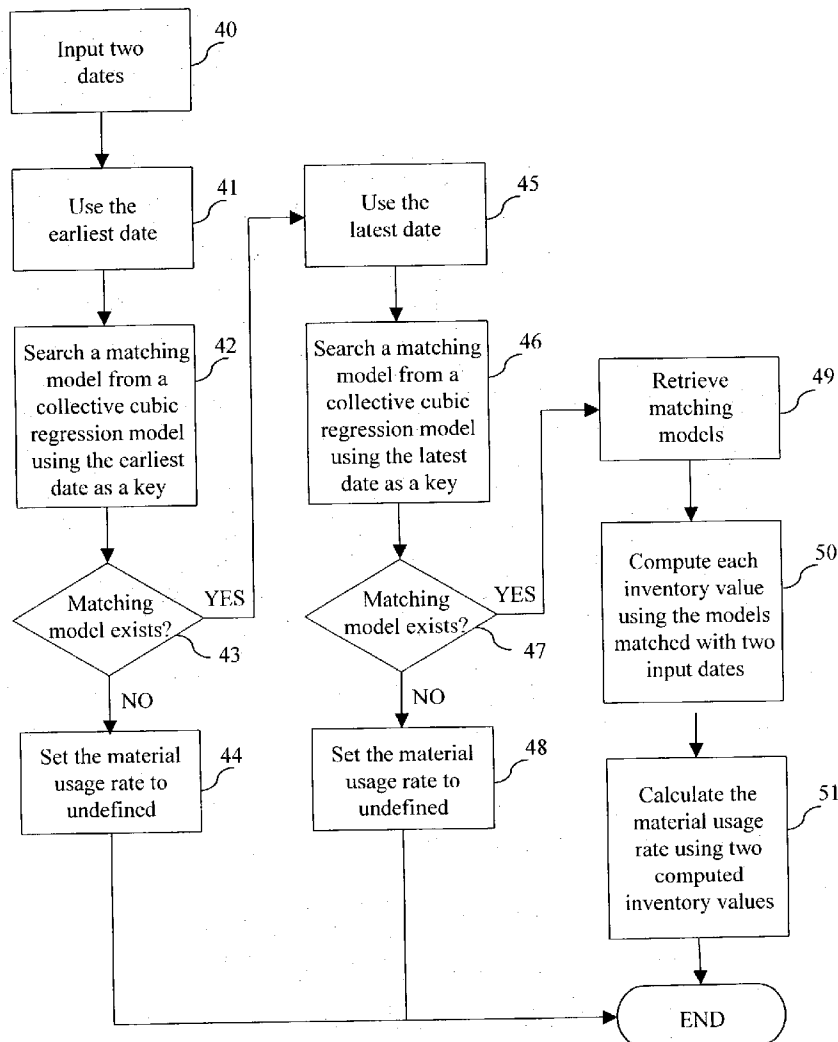 40
Input two
dates
41
Use the
earliest date
42
Search a matching
model from a
collective cubic
regression model
using the earliest
date as a key
Matching
model exists?
YES
43
NO
44
Set the material
usage rate to
undefined
45
Use the
latest date
46
Search a matching
model from a
collective cubic
regression model
using the latest
date as a key
Matching
model exists?
YES
47
NO
48
Set the material
usage rate to
undefined
49
Retrieve
matching
models
50
Compute each
inventory value
using the models
matched with two
input dates
51
Calculate the
material usage
rate using two
computed
inventory values
END